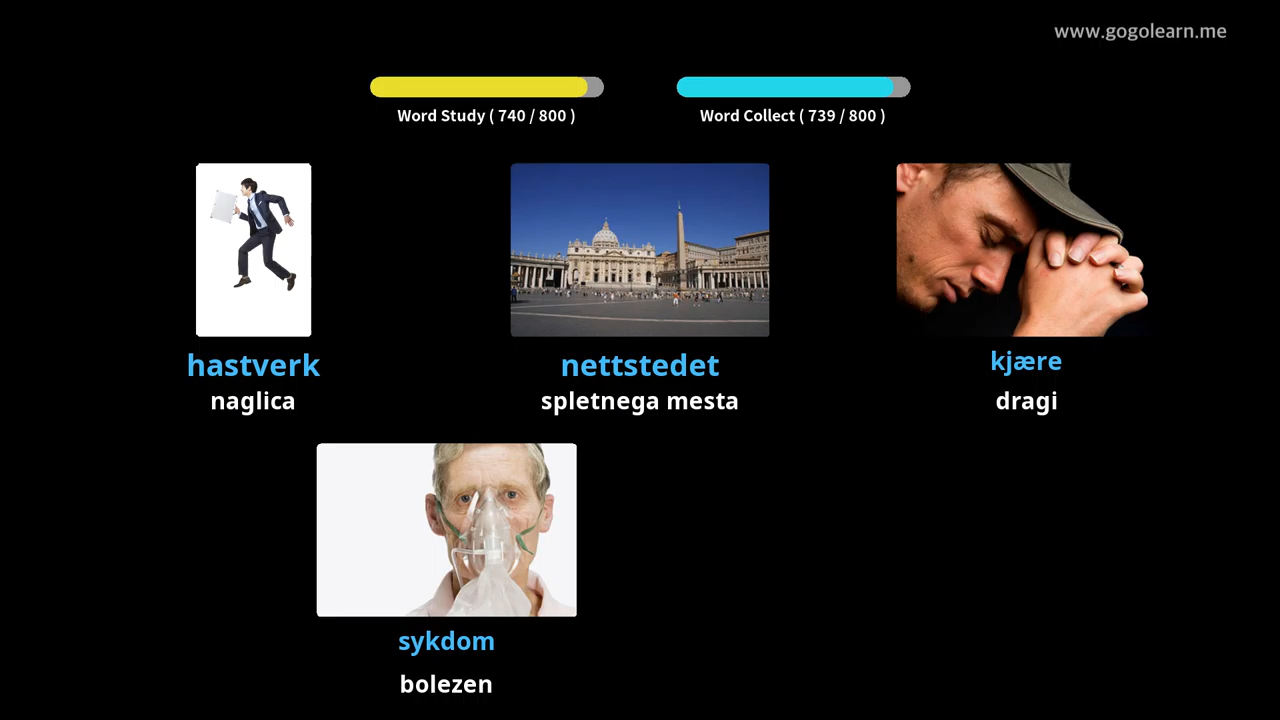 www.gogolearn.me
Word Study ( 740 / 800 )
Word Collect ( 739 / 800 )
hastverk
naglica
nettstedet
spletnega mesta
kjære
dragi
sykdom
bolezen